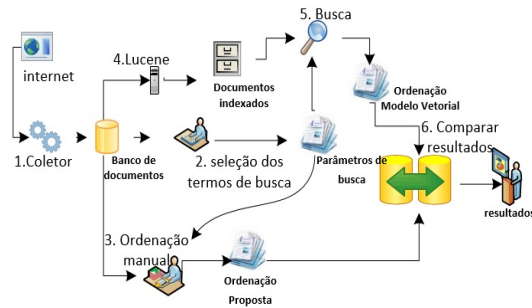 5. Busca
4.Lucene
internet
Documentos
indexados
Ordenação
Modelo Vetorial
6. Comparar
resultados
1.Coletor
Banco de
documentos
2. seleção dos
termos de busca
Parâmetros de
busca
resultados
3. Ordenação
manual
Ordenação
Proposta